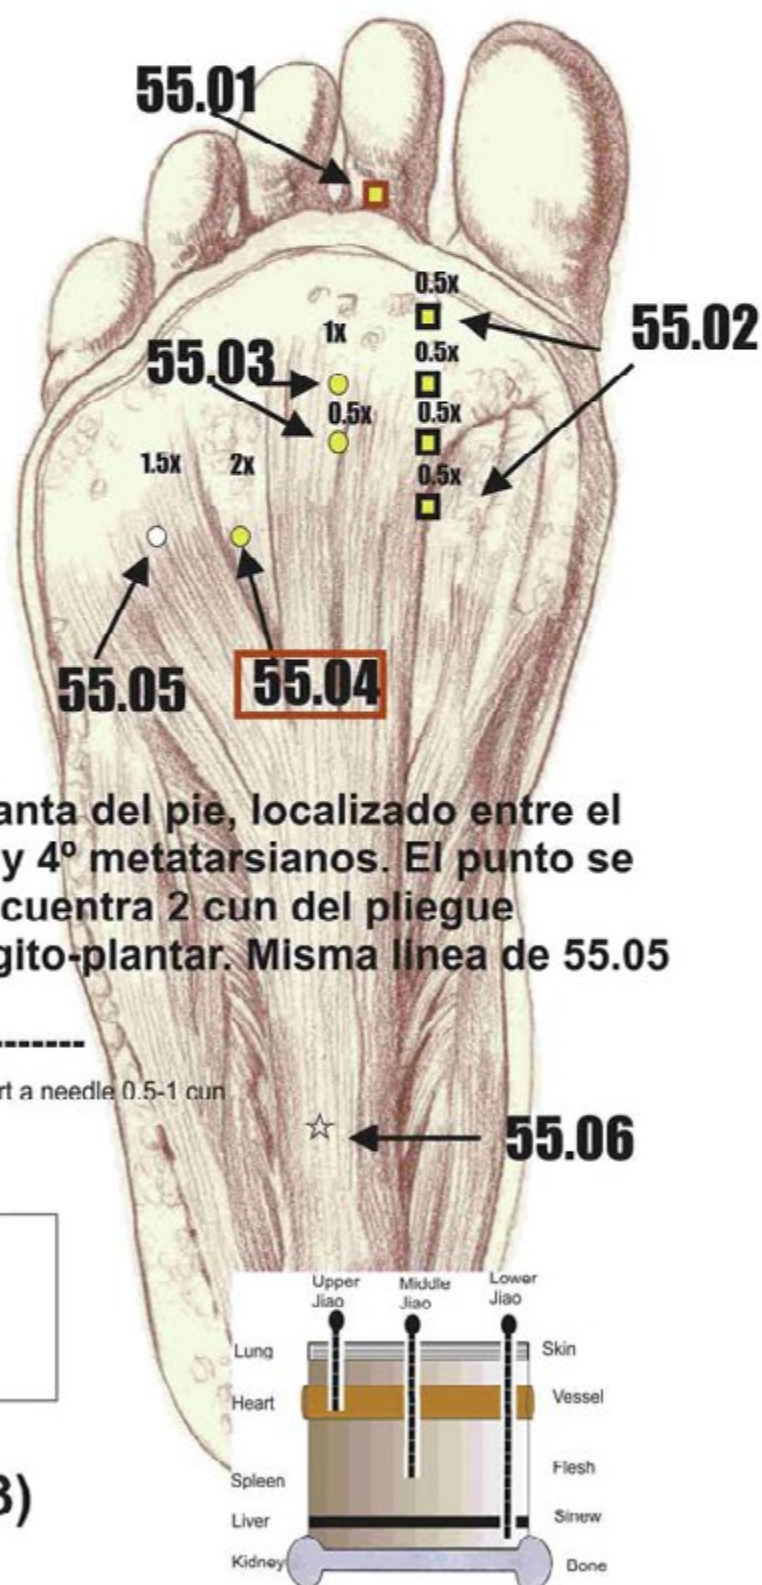 55.01
0.5x
55.02
1x
0.5x
55.03
0.5x
0.5x
1.5x
2x
0.5x
55.05
55.04
anta del pie, localizado entre el
y 4º metatarsianos. El punto se
cuentra 2 cun del pliegue
gito-plantar. Misma línea de 55.05
-------
rt a needle 0.5-1 cun
55.06
Upper Jiao
Middle Jiao
Lower Jiao
Lung
Skin
Heart
Vessel
Spleen
Flesh
Liver
Sinew
Kidney
Bone
3)